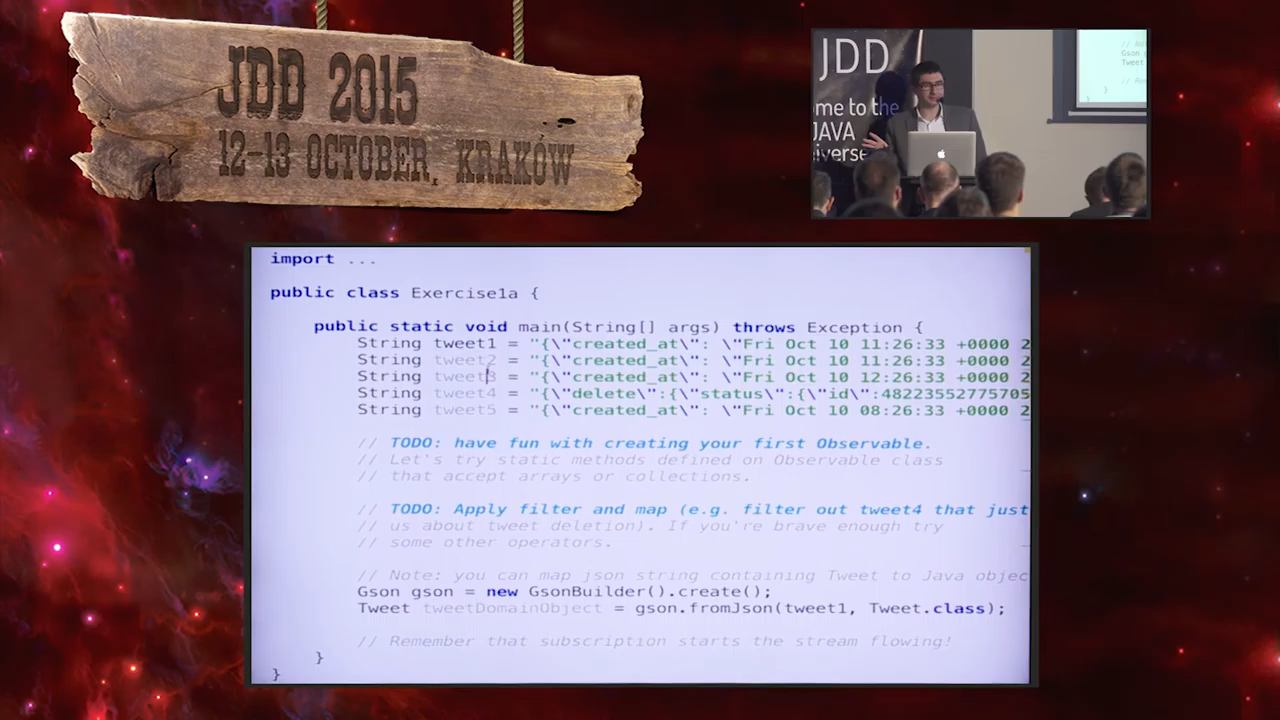 JDD 2015
12-13 OCTOBER, KRAKÓW
JDD
me to the
JAVA
iverse
import ...
public class Exercise1a {
public static void main(String[] args) throws Exception {
String tweet1 = "{\"created_at\": \"Fri Oct 10 11:26:33 +0000 2
String tweet2 = "{\"created_at\": \"Fri Oct 10 11:26:33 +0000 2
String tweet3 = "{\"created_at\": \"Fri Oct 10 12:26:33 +0000 2
String tweet4 = "{\"delete\":{\"status\":{\"id\":48223552775705
String tweet5 = "{\"created_at\": \"Fri Oct 10 08:26:33 +0000 2
// TODO: have fun with creating your first Observable.
// Let's try static methods defined on Observable class
// that accept arrays or collections.
// TODO: Apply filter and map (e.g. filter out tweet4 that just
// us about tweet deletion). If you're brave enough try
// some other operators.
// Note: you can map json string containing Tweet to Java objec
Gson gson = new GsonBuilder().create();
Tweet tweetDomainObject = gson.fromJson(tweet1, Tweet.class);
// Remember that subscription starts the stream flowing!
}
}